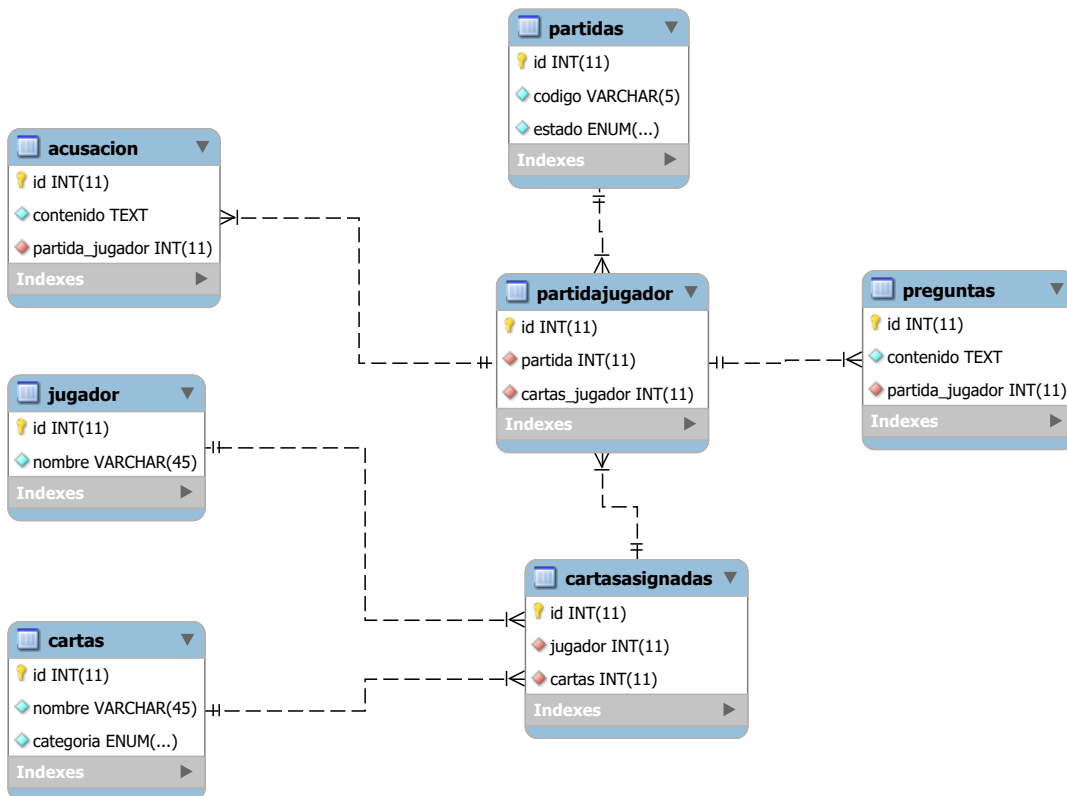 partidas
id INT(11)
codigo VARCHAR(5)
estado ENUM(...)
Indexes
acusacion
id INT(11)
contenido TEXT
partida_jugador INT(11)
Indexes
partidajugador
id INT(11)
partida INT(11)
cartas_jugador INT(11)
Indexes
preguntas
id INT(11)
contenido TEXT
partida_jugador INT(11)
Indexes
jugador
id INT(11)
nombre VARCHAR(45)
Indexes
cartasasignadas
id INT(11)
jugador INT(11)
cartas INT(11)
Indexes
cartas
id INT(11)
nombre VARCHAR(45)
categoria ENUM(...)
Indexes